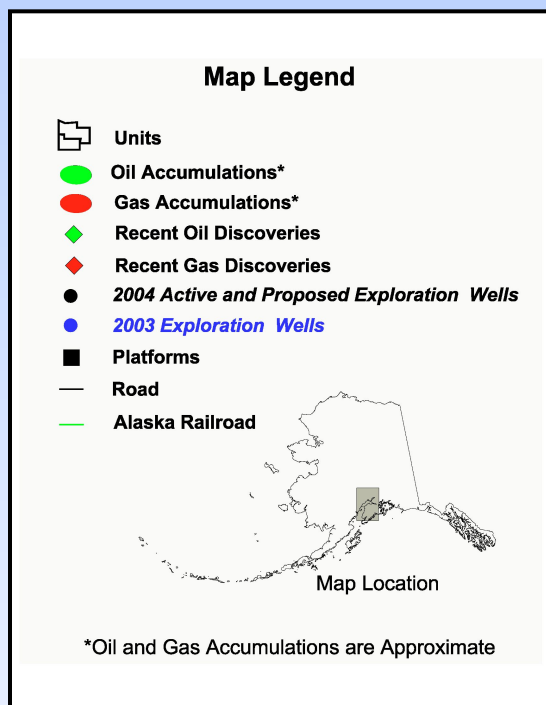 Map Legend
Units
Oil Accumulations*
Gas Accumulations*
Recent Oil Discoveries
Recent Gas Discoveries
2004 Active and Proposed Exploration Wells
2003 Exploration Wells
Platforms
Road
Alaska Railroad
Map Location
*Oil and Gas Accumulations are Approximate